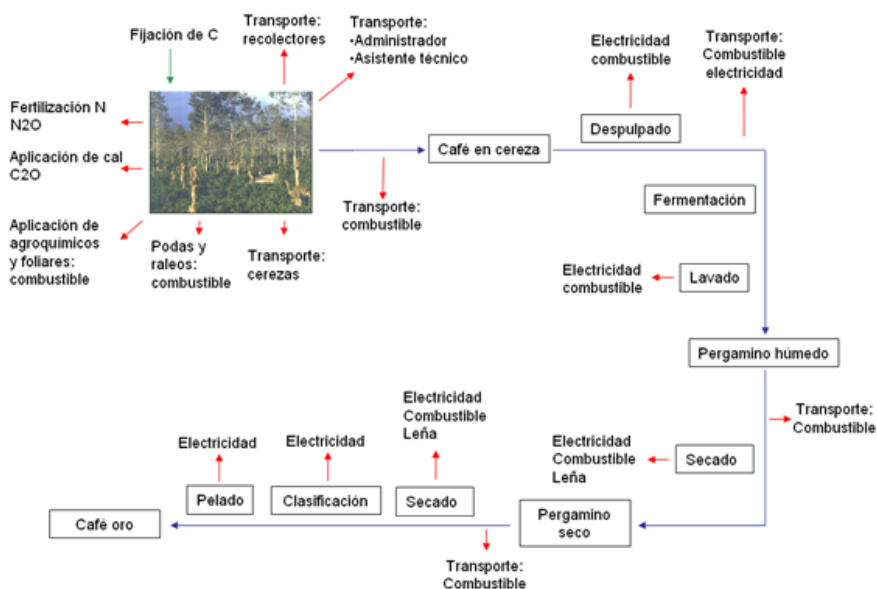 Fijación de C
Transporte:
recolectores
Transporte:
•Administrador
•Asistente técnico
Electricidad
combustible
Transporte:
Combustible
electricidad
Fertilización N
N2O
Aplicación de cal
C2O
Aplicación de
agroquímicos
y foliares:
combustible
Podas y
raleos:
combustible
Transporte:
cerezas
Transporte:
combustible
Café en cereza
Despulpado
Fermentación
Electricidad
combustible
Lavado
Pergamino húmedo
Transporte:
Combustible
Electricidad
Combustible
Leña
Secado
Pergamino
seco
Electricidad
Combustible
Leña
Secado
Transporte:
Combustible
Electricidad
Clasificación
Electricidad
Pelado
Café oro